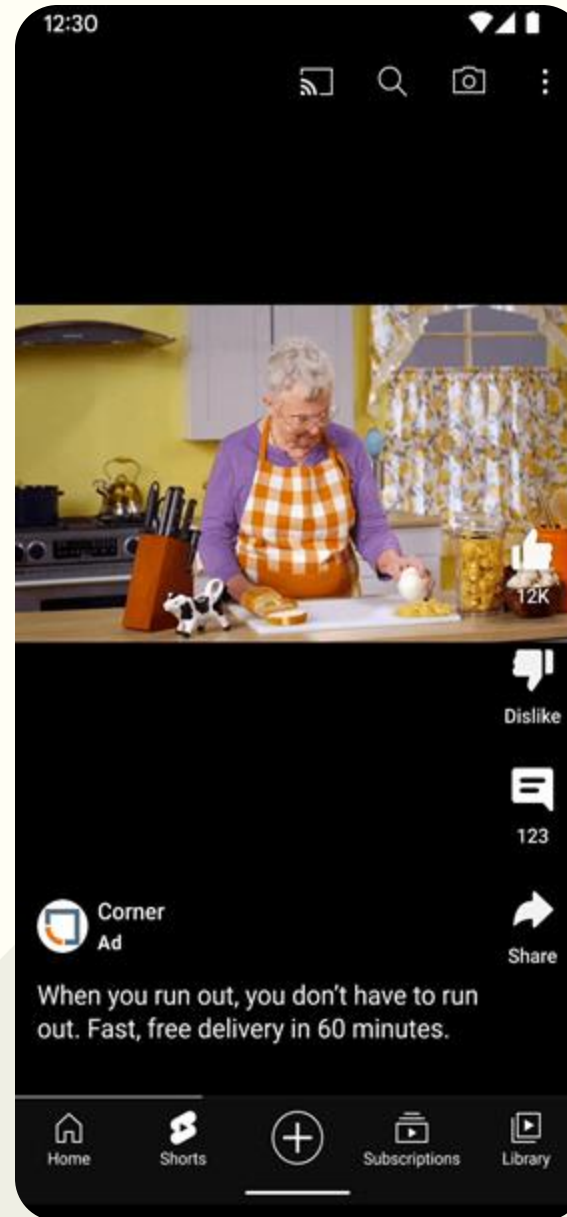 12:30
12K
Dislike
123
Share
Corner
Ad
When you run out, you don’t have to run
out. Fast, free delivery in 60 minutes.
Home
Shorts
Subscriptions
Library